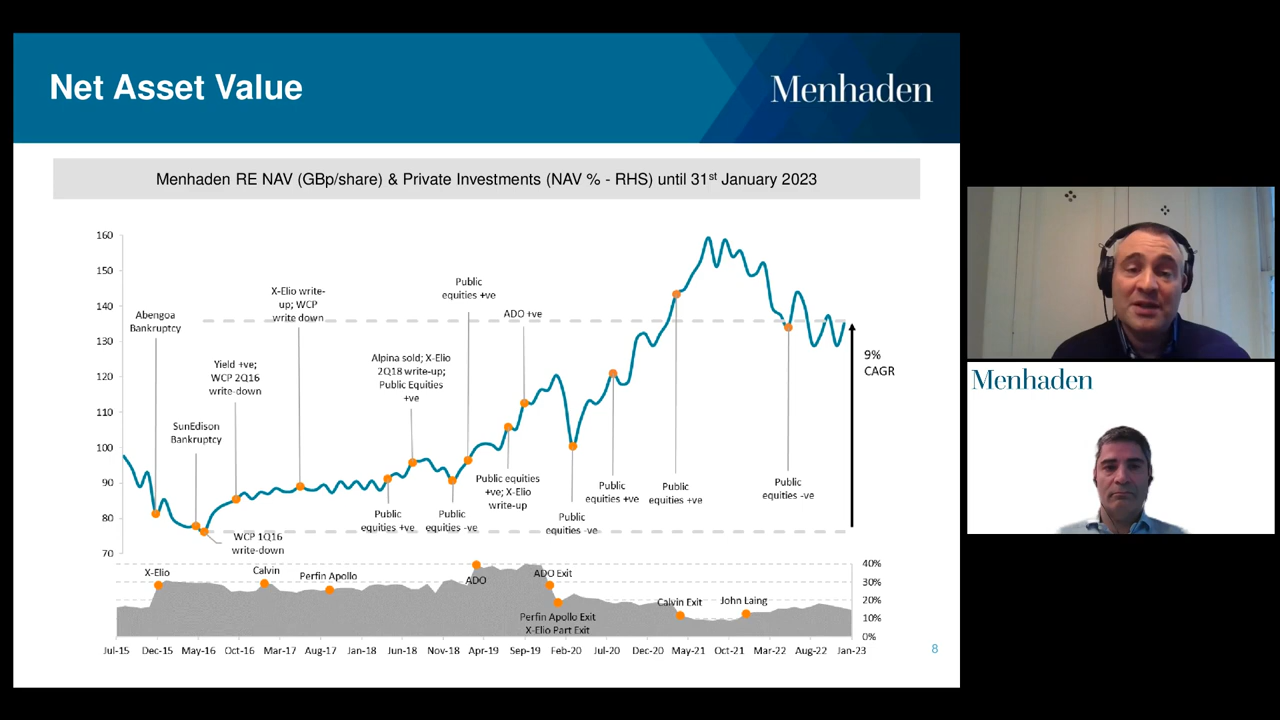 Net Asset Value
Menhaden
Menhaden RE NAV (GBp/share) & Private Investments (NAV % - RHS) until 31st January 2023
160
150
140
130
120
110
100
90
80
70
Abengoa
Bankruptcy
SunEdison
Bankruptcy
Yield +ve;
WCP 2Q16
write-down
WCP 1Q16
write-down
X-Elio write-
up; WCP
write down
Alpina sold; X-Elio
2Q18 write-up;
Public Equities
+ve
Public
equities +ve
Public
equities -ve
Public
equities +ve
Public equities
+ve; X-Elio
write-up
ADO +ve
Public
equities -ve
Public
equities +ve
Public
equities +ve
Public
equities -ve
9%
CAGR
X-Elio
Calvin
Perfin Apollo
ADO
ADO Exit
Perfin Apollo Exit
X-Elio Part Exit
Calvin Exit
John Laing
40%
30%
20%
10%
0%
Jul-15 Dec-15 May-16 Oct-16 Mar-17 Aug-17 Jan-18 Jun-18 Nov-18 Apr-19 Sep-19 Feb-20 Jul-20 Dec-20 May-21 Oct-21 Mar-22 Aug-22 Jan-23
8
Menhaden